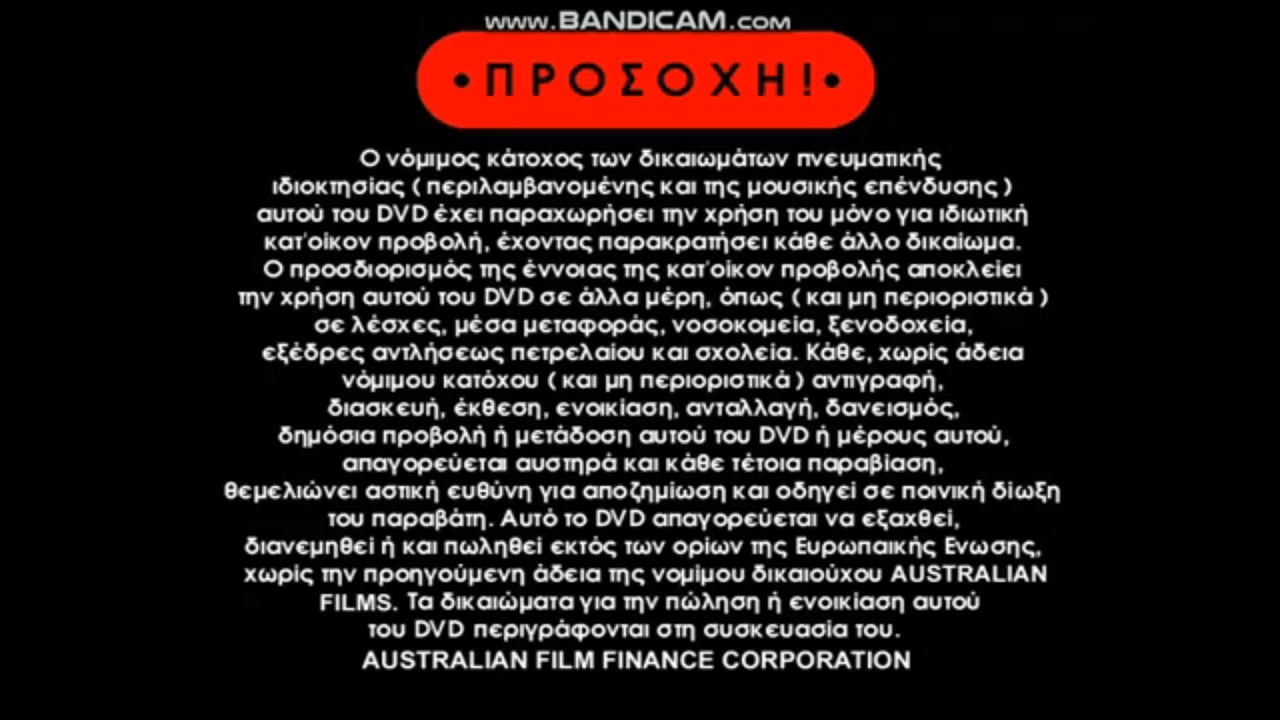 www.BANDICAM.com
•ΠΡΟΣΟΧΗ!•
Ο νόμιμος κάτοχος των δικαιωμάτων πνευματικής
ιδιοκτησίας ( περιλαμβανομένης και της μουσικής επένδυσης )
αυτού του DVD έχει παραχωρήσει την χρήση του μόνο για ιδιωτική
κατ'οίκον προβολή, έχοντας παρακρατήσει κάθε άλλο δικαίωμα.
Ο προσδιορισμός της έννοιας της κατ'οίκον προβολής αποκλείει
την χρήση αυτού του DVD σε άλλα μέρη, όπως ( και μη περιοριστικά )
σε λέσχες, μέσα μεταφοράς, νοσοκομεία, ξενοδοχεία,
εξέδρες αντλήσεως πετρελαίου και σχολεία. Κάθε, χωρίς άδεια
νόμιμου κατόχου ( και μη περιοριστικά ) αντιγραφή,
διασκευή, έκθεση, ενοικίαση, ανταλλαγή, δανεισμός,
δημόσια προβολή ή μετάδοση αυτού του DVD ή μέρους αυτού,
απαγορεύεται αυστηρά και κάθε τέτοια παραβίαση,
θεμελιώνει αστική ευθύνη για αποζημίωση και οδηγεί σε ποινική δίωξη
του παραβάτη. Αυτό το DVD απαγορεύεται να εξαχθεί,
διανεμηθεί ή και πωληθεί εκτός των ορίων της Ευρωπαικής Ενωσης,
χωρίς την προηγούμενη άδεια της νομίμου δικαιούχου AUSTRALIAN
FILMS. Τα δικαιώματα για την πώληση ή ενοικίαση αυτού
του DVD περιγράφονται στη συσκευασία του.
AUSTRALIAN FILM FINANCE CORPORATION